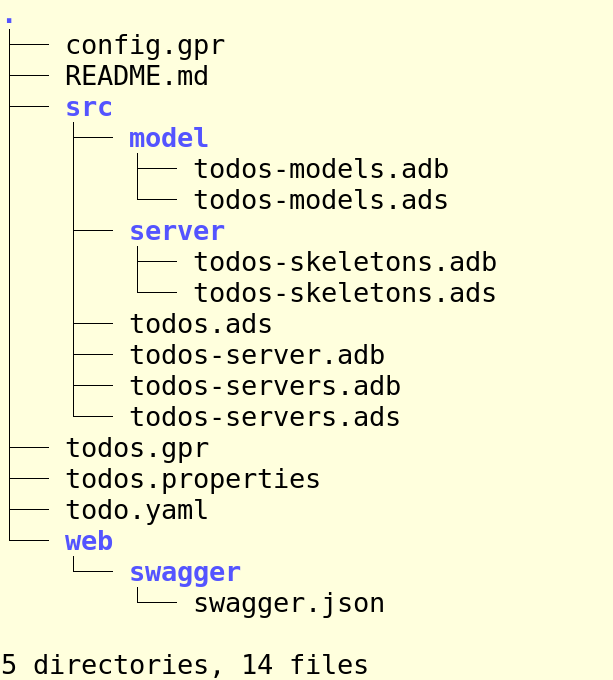 .
├── config.gpr
├── README.md
├── src
│   ├── model
│   │   ├── todos-models.adb
│   │   └── todos-models.ads
│   ├── server
│   │   ├── todos-skeletons.adb
│   │   └── todos-skeletons.ads
│   ├── todos.ads
│   ├── todos-server.adb
│   ├── todos-servers.adb
│   └── todos-servers.ads
├── todos.gpr
├── todos.properties
├── todo.yaml
└── web
    └── swagger
        └── swagger.json

5 directories, 14 files